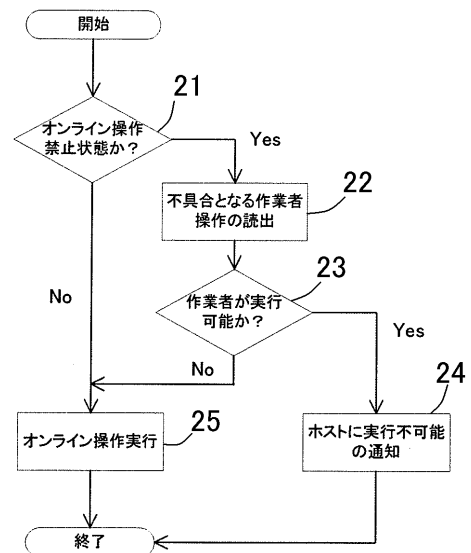 開始
21
オンライン操作
禁止状態か？
Yes
22
不具合となる作業者
操作の読出
23
No
作業者が実行
可能か？
Yes
No
24
25
オンライン操作実行
ホストに実行不可能
の通知
終了